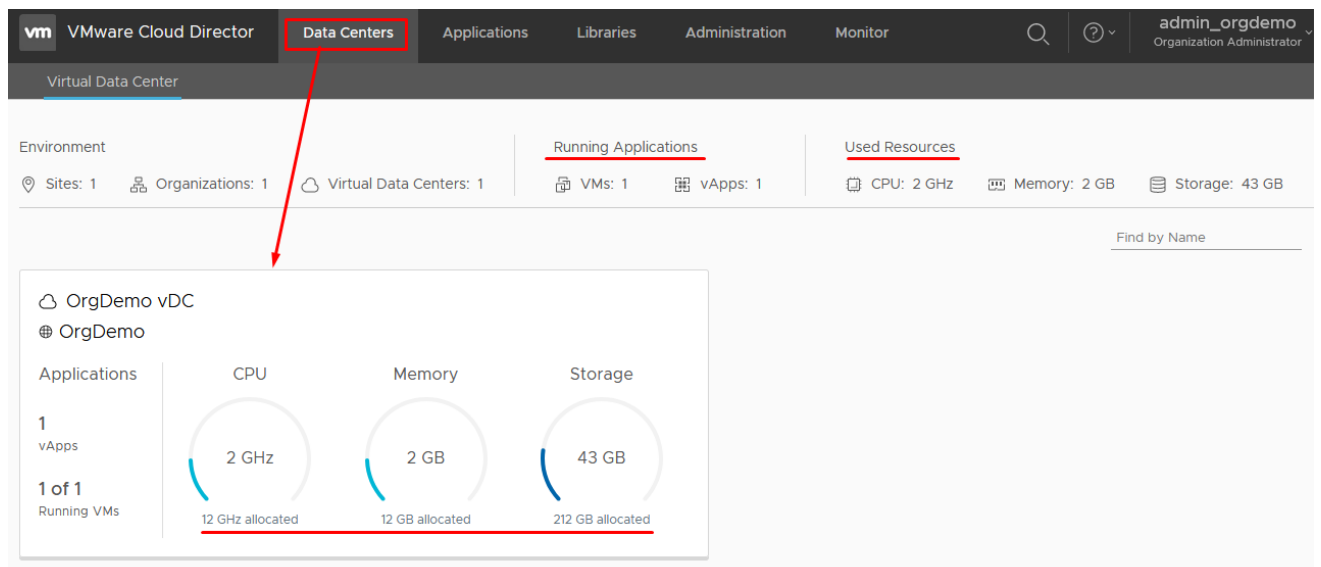 vm VMware Cloud Director Data Centers Applications Libraries Administration Monitor admin_orgdemo
Organization Administrator
Virtual Data Center
Environment Running Applications Used Resources
Sites: 1 Organizations: 1 Virtual Data Centers: 1 VMs: 1 vApps: 1 CPU: 2 GHz Memory: 2 GB Storage: 43 GB
Find by Name
OrgDemo vDC
OrgDemo
Applications CPU Memory Storage
1
vApps
2 GHz 2 GB 43 GB
1 of 1
Running VMs
12 GHz allocated 12 GB allocated 212 GB allocated